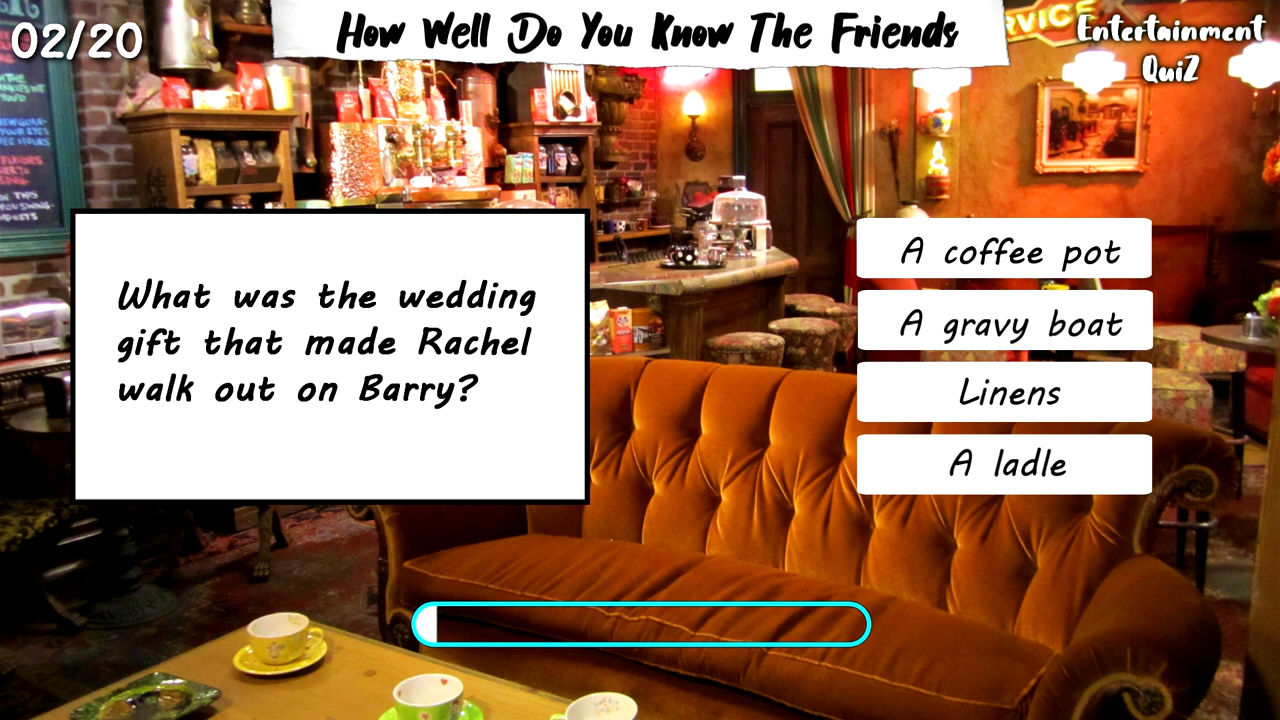 02/20
How Well Do You Know The Friends
Entertainment
QuiZ
RVICE
What was the wedding
gift that made Rachel
walk out on Barry?
A coffee pot
A gravy boat
Linens
A ladle